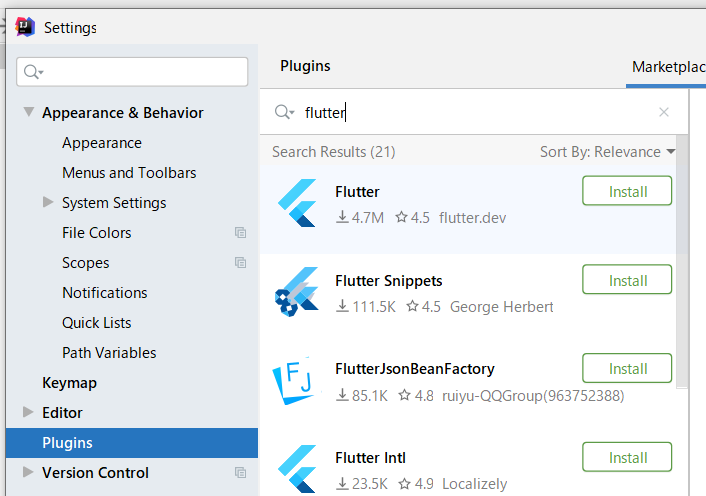 Settings
Appearance & Behavior
Appearance
Menus and Toolbars
System Settings
File Colors
Scopes
Notifications
Quick Lists
Path Variables
Keymap
Editor
Plugins
Version Control
Plugins
Marketplac
flutter
Search Results (21)
Sort By: Relevance
Flutter
Install
4.7M 4.5 flutter.dev
Flutter Snippets
Install
111.5K 4.5 George Herbert
FJ
FlutterJsonBeanFactory
Install
85.1K 4.8 ruiyu-QQGroup(963752388)
Flutter Intl
Install
23.5K 4.9 Localizely